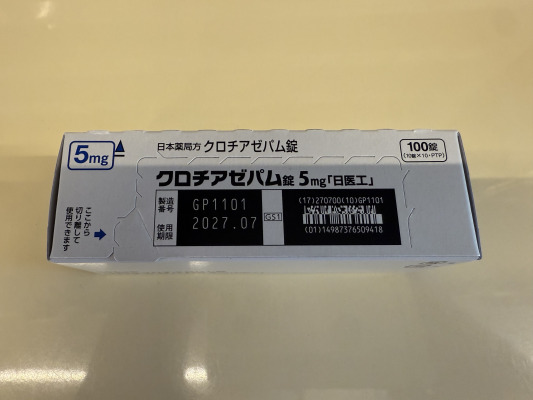 5mg
日本薬局方 クロチアゼパム錠
100錠
(10錠×10・PTP)
クロチアゼパム錠 5mg「日医工」
製造番号 GP1101
使用期限 2027.07
GS1
(17)270700(10)GP1101
(01)14987376509418
ここから
切り離して
使用できます